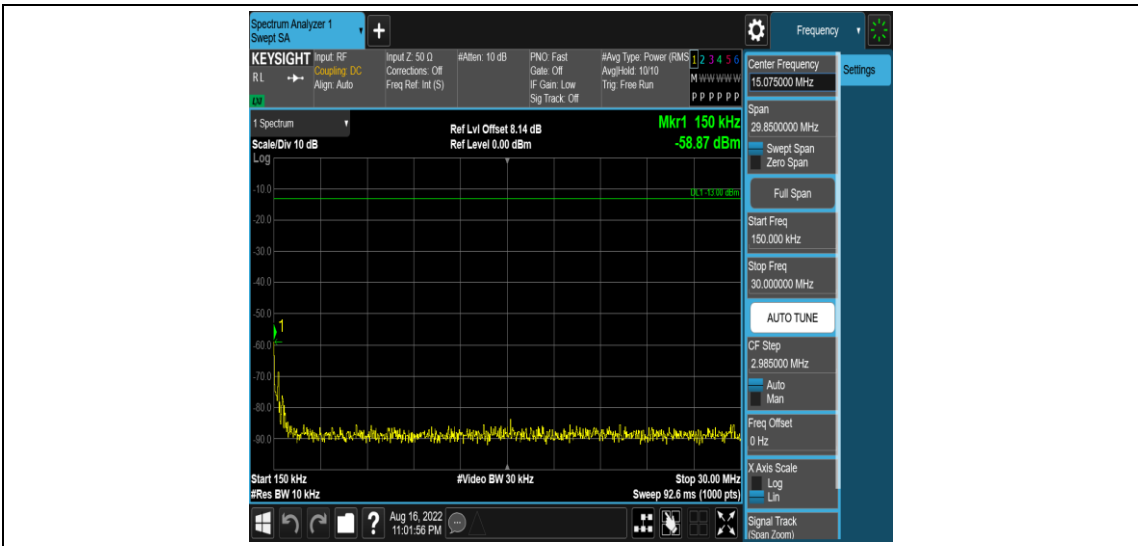 Spectrum Analyzer 1
Swept SA
+
Frequency
KEYSIGHT
RL
LXI
Input: RF
Coupling: DC
Align: Auto
Input Z: 50 Ω
Corrections: Off
Freq Ref: Int (S)
#Atten: 10 dB
PNO: Fast
Gate: Off
IF Gain: Low
Sig Track: Off
#Avg Type: Power (RMS
Avg|Hold: 10/10
Trig: Free Run
1 2 3 4 5 6
M W W W W W
P P P P P P
1 Spectrum
Scale/Div 10 dB
Log
Ref Lvl Offset 8.14 dB
Ref Level 0.00 dBm
Mkr1 150 kHz
-58.87 dBm
DL1 -13.00 dBm
-10.0
-20.0
-30.0
-40.0
-50.0
1
-60.0
-70.0
-80.0
-90.0
Start 150 kHz
#Res BW 10 kHz
#Video BW 30 kHz
Stop 30.00 MHz
Sweep 92.6 ms (1000 pts)
?
Aug 16, 2022
11:01:56 PM
Center Frequency
15.075000 MHz
Settings
Span
29.8500000 MHz
Swept Span
Zero Span
Full Span
Start Freq
150.000 kHz
Stop Freq
30.000000 MHz
AUTO TUNE
CF Step
2.985000 MHz
Auto
Man
Freq Offset
0 Hz
X Axis Scale
Log
Lin
Signal Track
(Span Zoom)